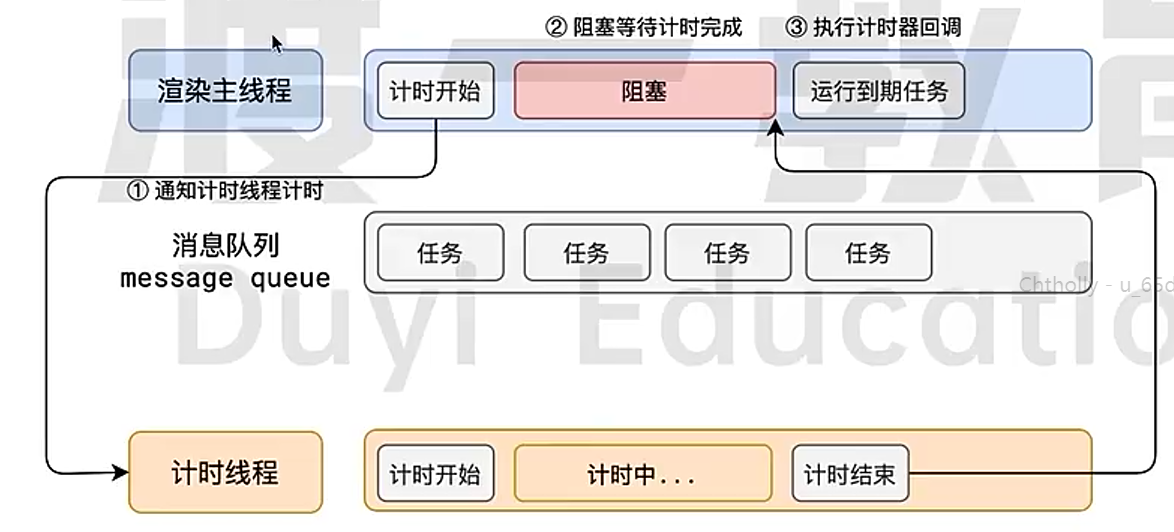 ② 阻塞等待计时完成 ③ 执行计时器回调
渲染主线程 计时开始 阻塞 运行到期任务
① 通知计时线程计时
消息队列
message queue
任务 任务 任务 任务
Chtholly - u_65d
Duyi Educatio
计时线程 计时开始 计时中... 计时结束